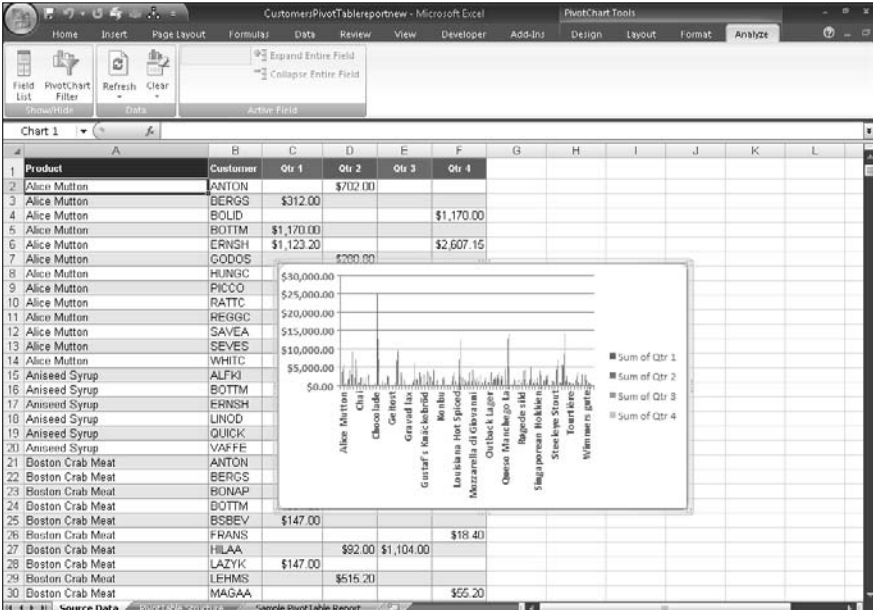 CustomersPivotTablereportnew - Microsoft Excel PivotChart Tools
Home Insert Page Layout Formulas Data Review View Developer Add-Ins Design Layout Format Analyze
Field List PivotChart Filter Refresh Clear Expand Entire Field
Collapse Entire Field
Show/Hide Data Active Field
Chart 1 fx
A B C D E F G H I J K L
1 Product Customer Qtr 1 Qtr 2 Qtr 3 Qtr 4
2 Alice Mutton ANTON $702.00
3 Alice Mutton BERGS $312.00
4 Alice Mutton BOLID $1,170.00
5 Alice Mutton BOTTM $1,170.00
6 Alice Mutton ERNSH $1,123.20 $2,607.15
7 Alice Mutton GODOS $280.80
8 Alice Mutton HUNGC
9 Alice Mutton PICCO
10 Alice Mutton RATTC
11 Alice Mutton REGGC
12 Alice Mutton SAVEA
13 Alice Mutton SEVES
14 Alice Mutton WHITC
15 Aniseed Syrup ALFKI
16 Aniseed Syrup BOTTM
17 Aniseed Syrup ERNSH
18 Aniseed Syrup LINOD
19 Aniseed Syrup QUICK
20 Aniseed Syrup VAFFE
21 Boston Crab Meat ANTON
22 Boston Crab Meat BERGS
23 Boston Crab Meat BONAP
24 Boston Crab Meat BOTTM
25 Boston Crab Meat BSBEV $147.00
26 Boston Crab Meat FRANS $18.40
27 Boston Crab Meat HILAA $92.00 $1,104.00
28 Boston Crab Meat LAZYK $147.00
29 Boston Crab Meat LEHMS $515.20
30 Boston Crab Meat MAGAA $55.20
$30,000.00
$25,000.00
$20,000.00
$15,000.00
$10,000.00
$5,000.00
$0.00
Alice Mutton
Chai
Chocolade
Geitost
Gravad lax
Gustaf's Knäckebröd
Konbu
Louisiana Hot Spiced
Mozzarella di Giovanni
Outback Lager
Queso Manchego La
Røgede sild
Singaporean Hokkien
Steeleye Stout
Tourtière
Wimmers gute
Sum of Qtr 1
Sum of Qtr 2
Sum of Qtr 3
Sum of Qtr 4
Source Data PivotTable Structure Sample PivotTable Report